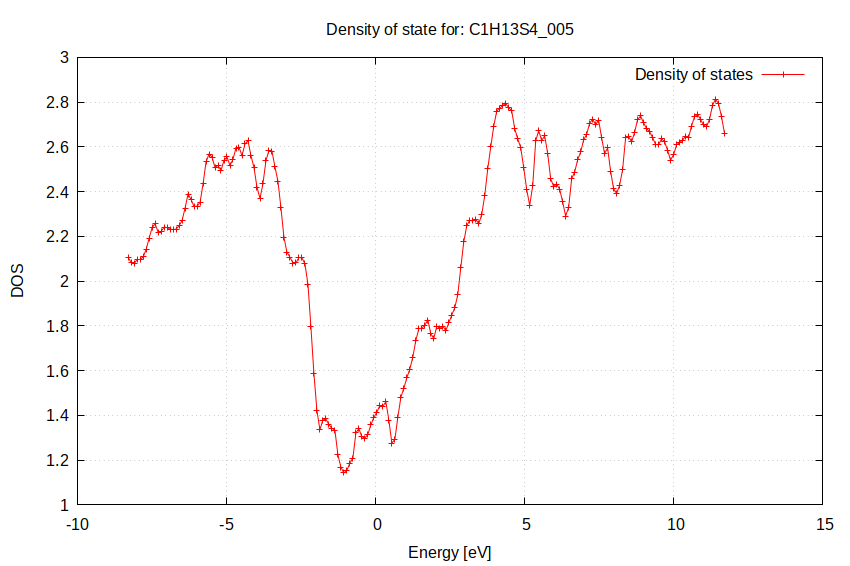 Density of state for: C1H13S4_005
Density of states
3
2.8
2.6
2.4
2.2
2
1.8
1.6
1.4
1.2
1
DOS
-10 -5 0 5 10 15
Energy [eV]